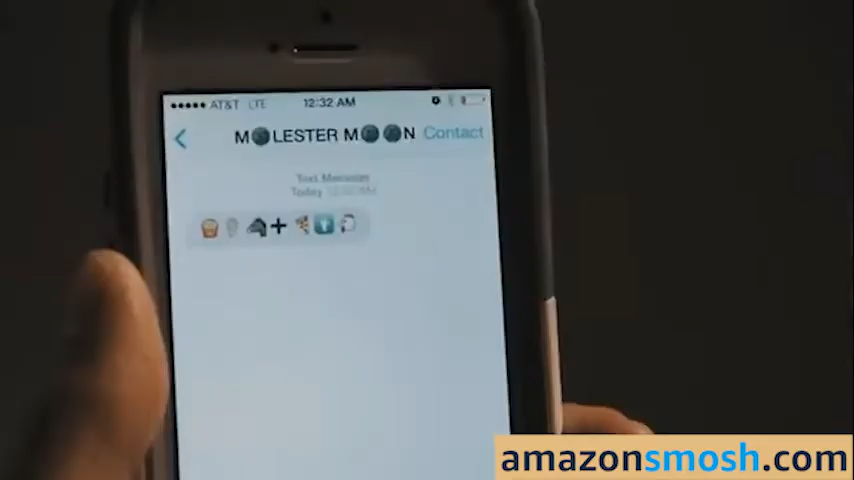 AT&T LTE 12:32 AM
M🌑LESTER M🌑🌑N Contact
Text Message
Today
amazonsmosh.com